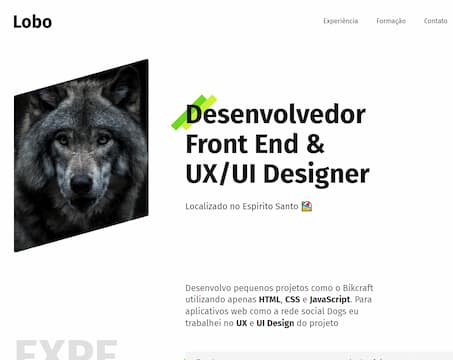 Lobo
Experiência
Formação
Contato
Desenvolvedor
Front End &
UX/UI Designer
Localizado no Espírito Santo
Desenvolvo pequenos projetos como o Bikcraft
utilizando apenas HTML, CSS e JavaScript. Para
aplicativos web como a rede social Dogs eu
trabalhei no UX e UI Design do projeto
EXPE